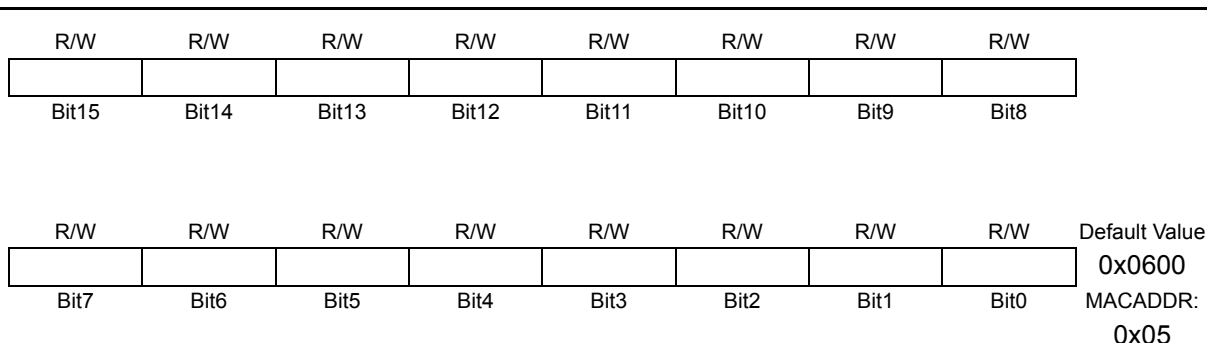 R/W R/W R/W R/W R/W R/W R/W R/W
Bit15 Bit14 Bit13 Bit12 Bit11 Bit10 Bit9 Bit8
R/W R/W R/W R/W R/W R/W R/W R/W Default Value
0x0600
Bit7 Bit6 Bit5 Bit4 Bit3 Bit2 Bit1 Bit0 MACADDR:
0x05